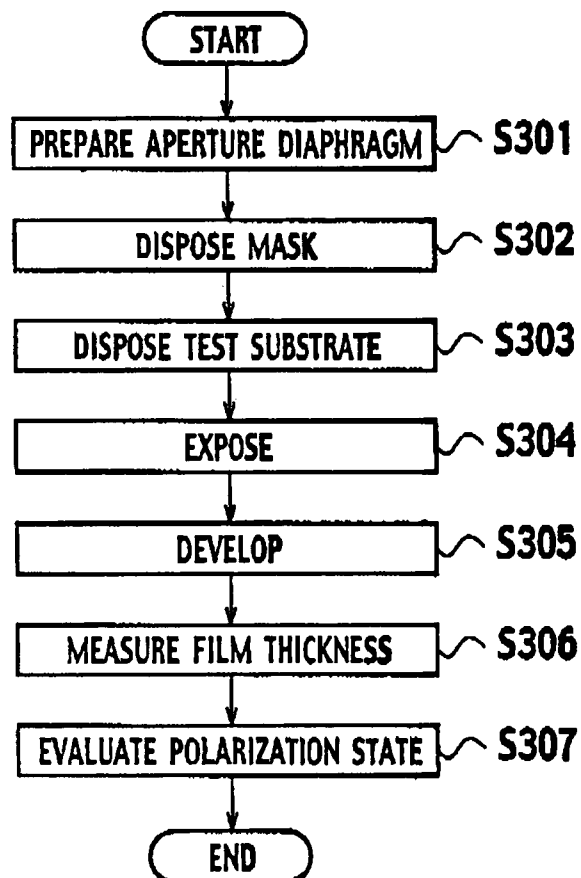 START
PREPARE APERTURE DIAPHRAGM S301
DISPOSE MASK S302
DISPOSE TEST SUBSTRATE S303
EXPOSE S304
DEVELOP S305
MEASURE FILM THICKNESS S306
EVALUATE POLARIZATION STATE S307
END